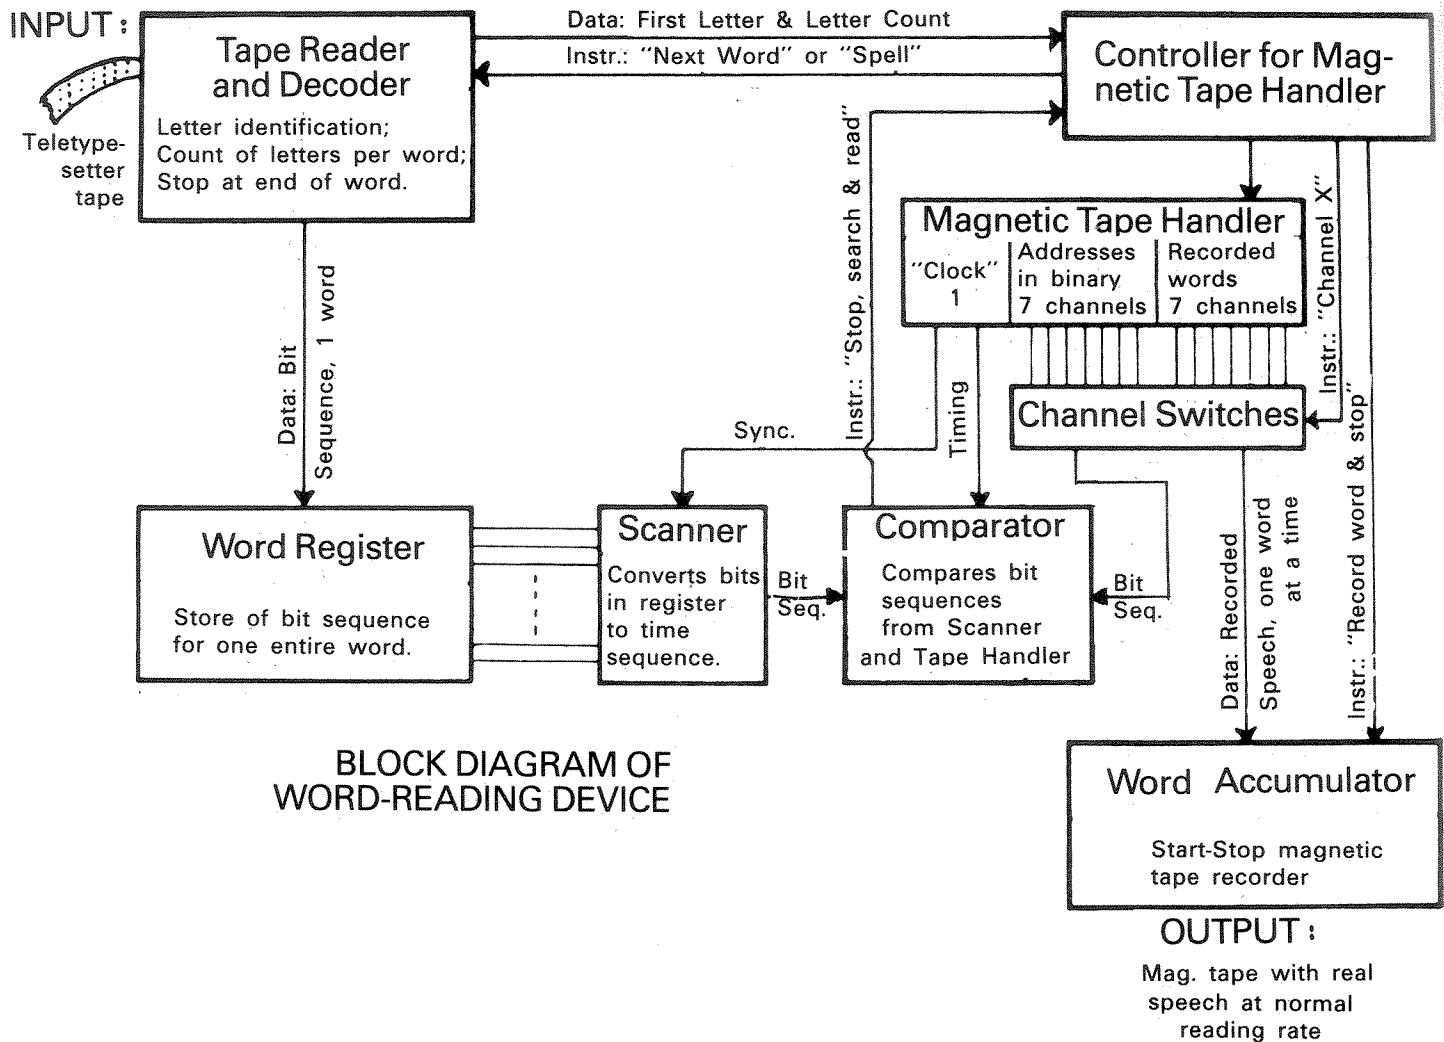 INPUT:
Teletype-
setter
tape
Tape Reader
and Decoder
Letter identification;
Count of letters per word;
Stop at end of word.
Data: First Letter & Letter Count
Instr.: "Next Word" or "Spell"
Controller for Mag-
netic Tape Handler
Instr.: "Stop, search & read"
Magnetic Tape Handler
"Clock"
1
Addresses
in binary
7 channels
Recorded
words
7 channels
Instr.: "Channel X"
Instr.: "Record word & stop"
Channel Switches
Data: Bit
Sequence, 1 word
Sync.
Timing
Word Register
Store of bit sequence
for one entire word.
Scanner
Converts bits
in register
to time
sequence.
Bit
Seq.
Comparator
Compares bit
sequences
from Scanner
and Tape Handler
Bit
Seq.
Data: Recorded
Speech, one word
at a time
BLOCK DIAGRAM OF
WORD-READING DEVICE
Word Accumulator
Start-Stop magnetic
tape recorder
OUTPUT:
Mag. tape with real
speech at normal
reading rate